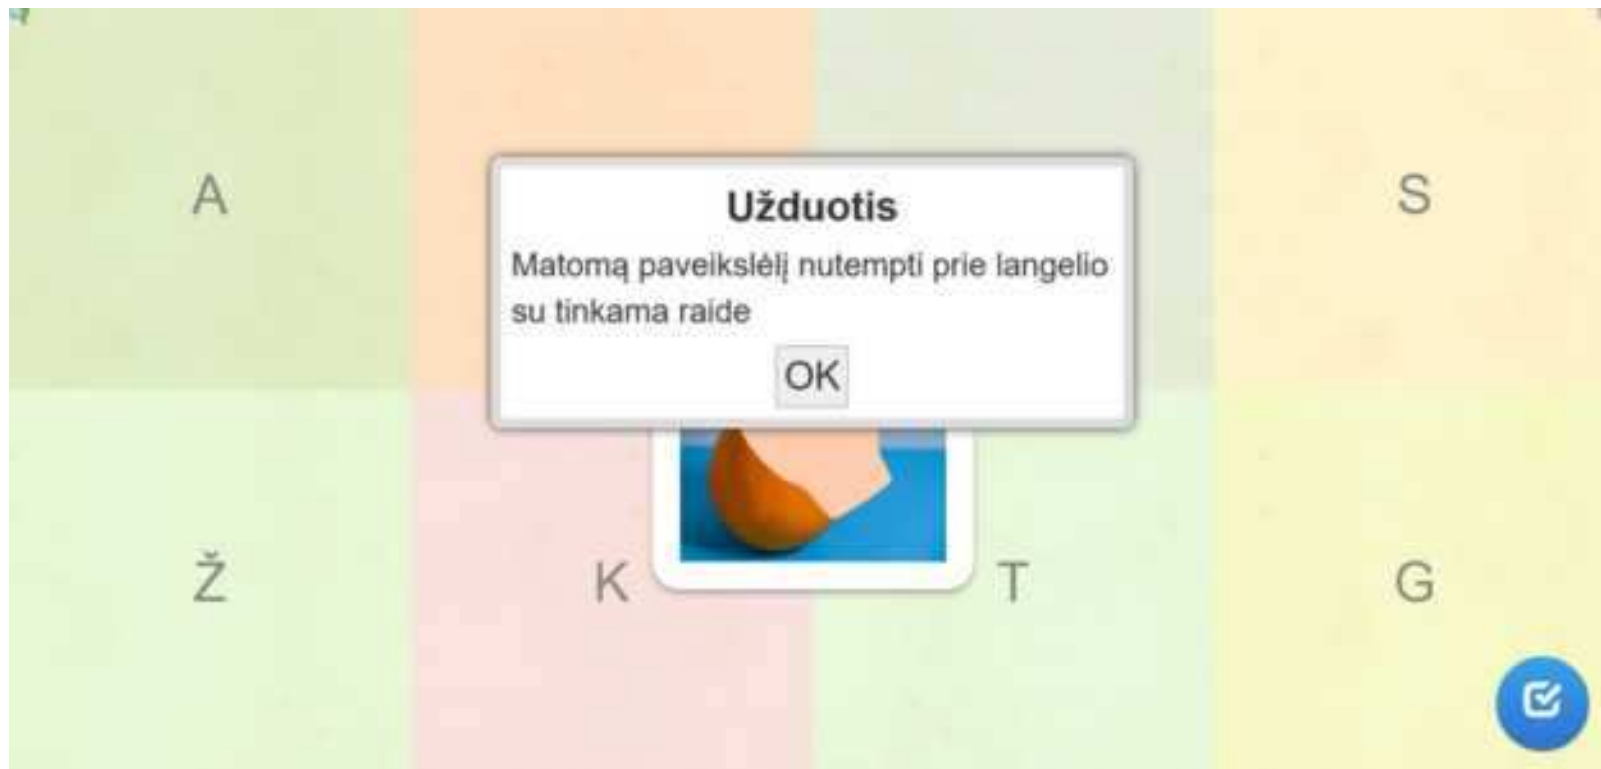 A
S
Užduotis
Matomą paveikslėlį nutempti prie langelio
su tinkama raide
OK
Ž
K
T
G